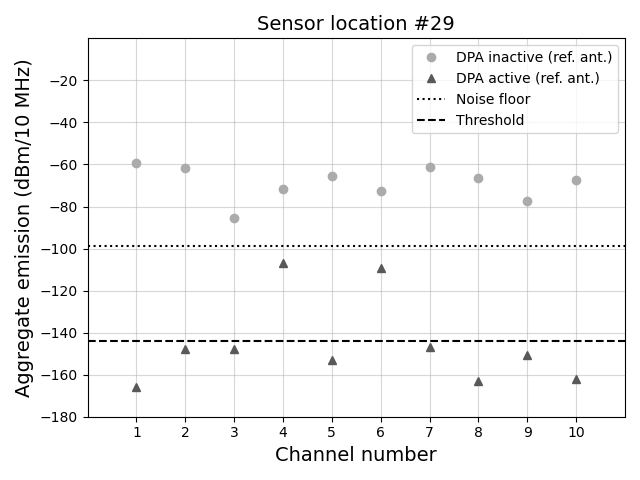 Sensor location #29
DPA inactive (ref. ant.)
DPA active (ref. ant.)
Noise floor
Threshold
Aggregate emission (dBm/10 MHz)
−20
−40
−60
−80
−100
−120
−140
−160
−180
1 2 3 4 5 6 7 8 9 10
Channel number